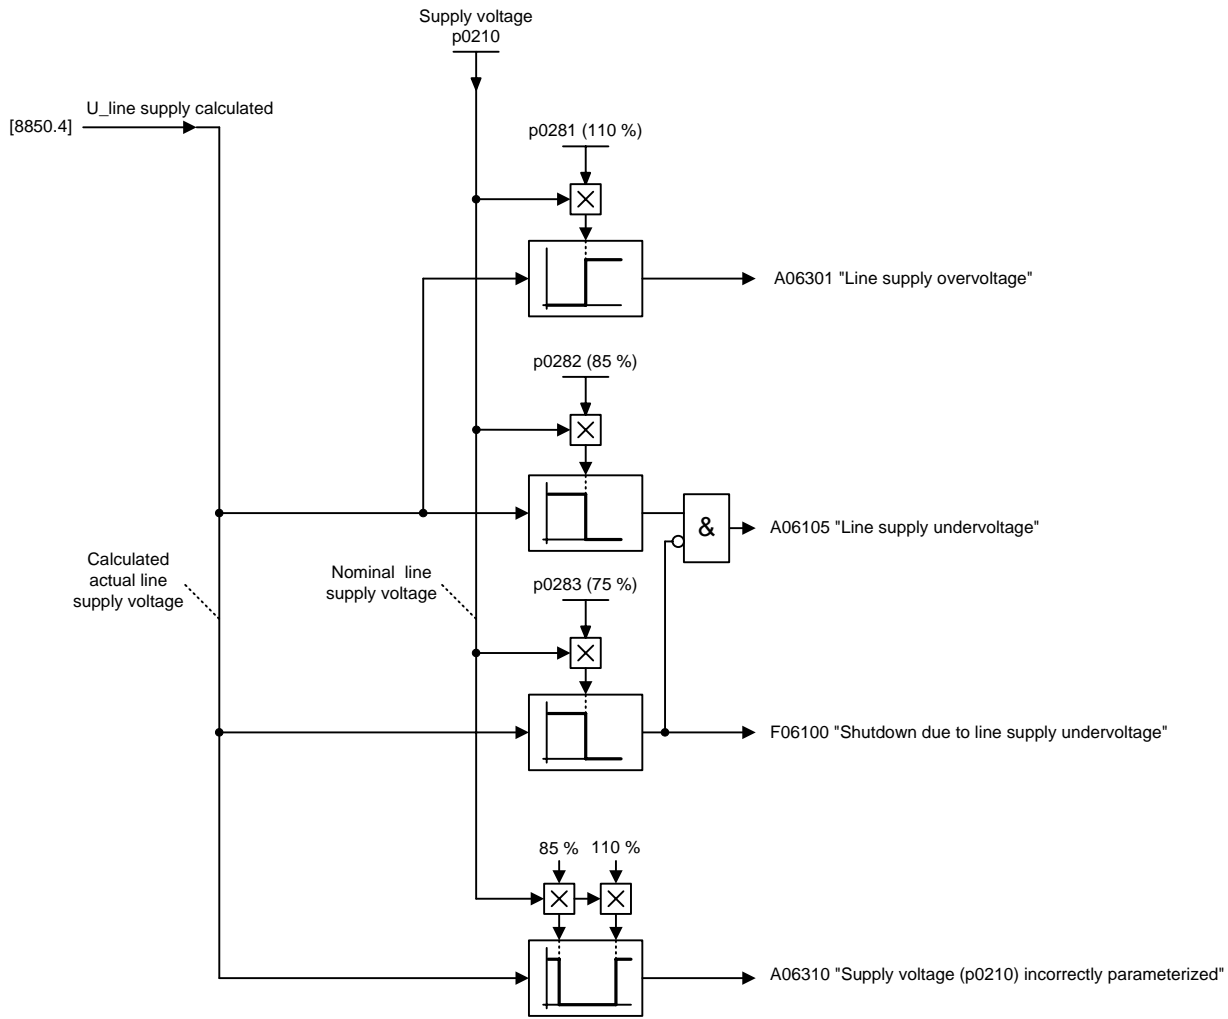 Supply voltage
p0210
U_line supply calculated
[8850.4]
p0281 (110 %)
A06301 "Line supply overvoltage"
p0282 (85 %)
&
A06105 "Line supply undervoltage"
Calculated
actual line
supply voltage
Nominal line
supply voltage
p0283 (75 %)
F06100 "Shutdown due to line supply undervoltage"
85 %
110 %
A06310 "Supply voltage (p0210) incorrectly parameterized"